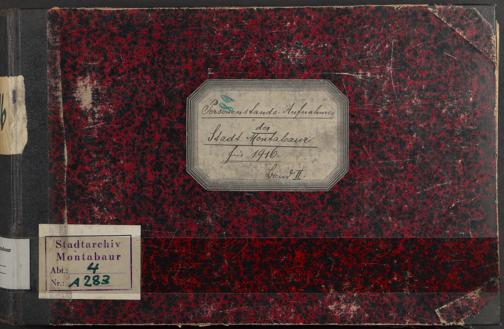 Personenstands-Aufnahme
der
Stadt Montabaur
für 1916.
Band II.
Stadtarchiv
Montabaur
Abt.: 4
Nr.: A 283